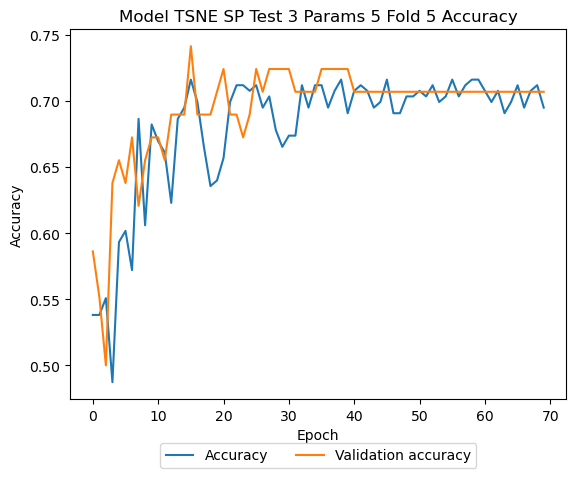 Model TSNE SP Test 3 Params 5 Fold 5 Accuracy
0.75
0.70
0.65
0.60
0.55
0.50
Accuracy
0 10 20 30 40 50 60 70
Epoch
Accuracy Validation accuracy